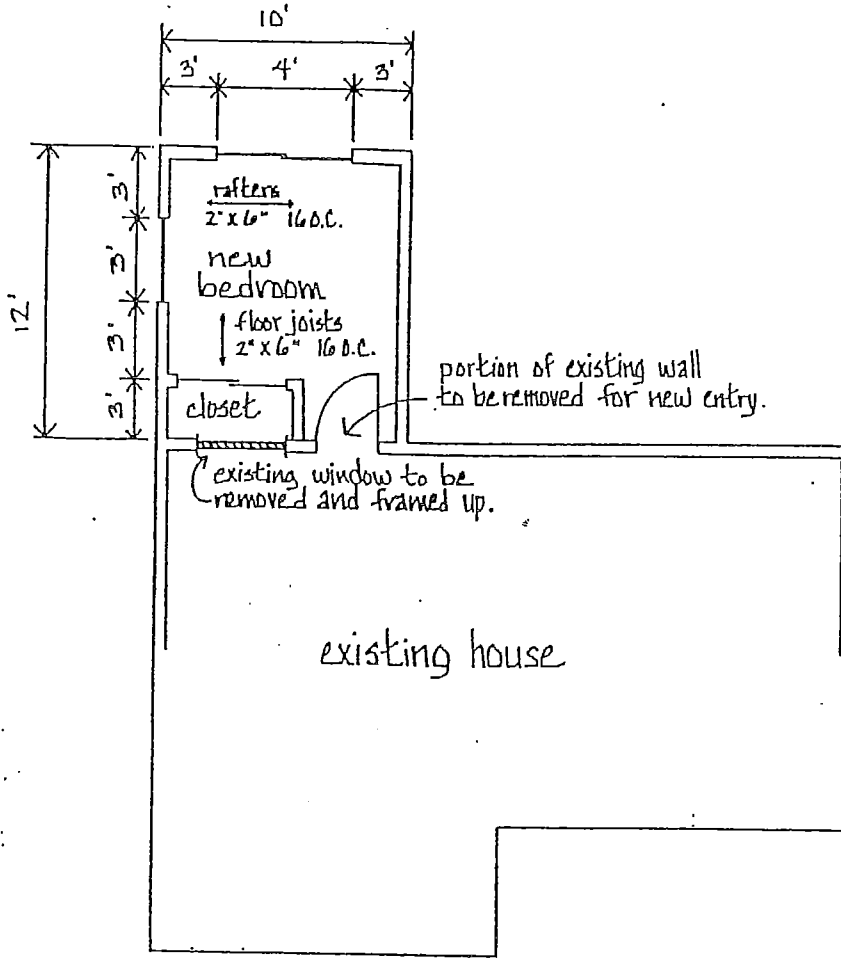 10'
3' 4' 3'
3'
rafters
2" x 6" 16 O.C.
new
bedroom
3'
12'
floor joists
2" x 6" 16 O.C.
3'
portion of existing wall
to be removed for new entry.
3'
closet
existing window to be
removed and framed up.
existing house